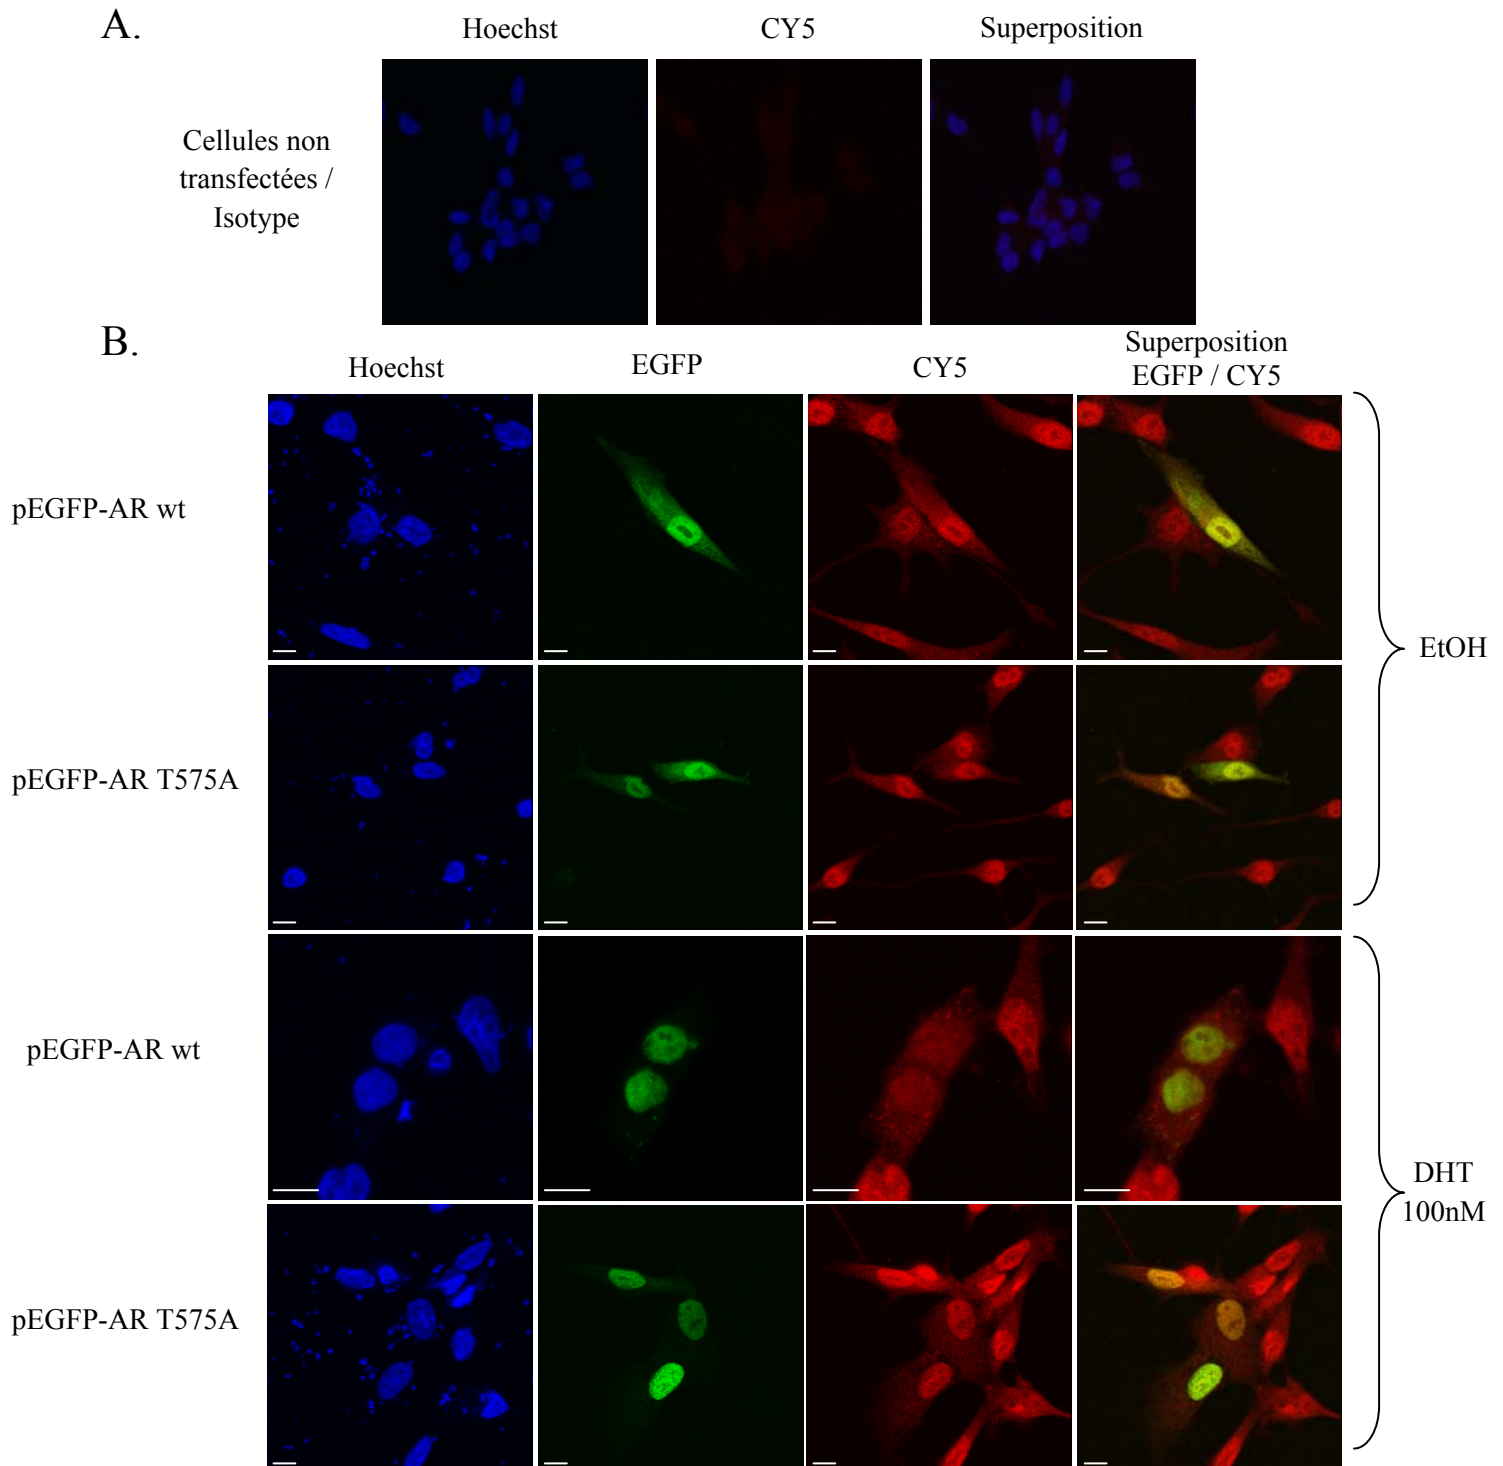 A.
Hoechst
CY5
Superposition
Cellules non
transfectées /
Isotype
B.
Hoechst
EGFP
CY5
Superposition
EGFP / CY5
pEGFP-AR wt
EtOH
pEGFP-AR T575A
pEGFP-AR wt
DHT
100nM
pEGFP-AR T575A